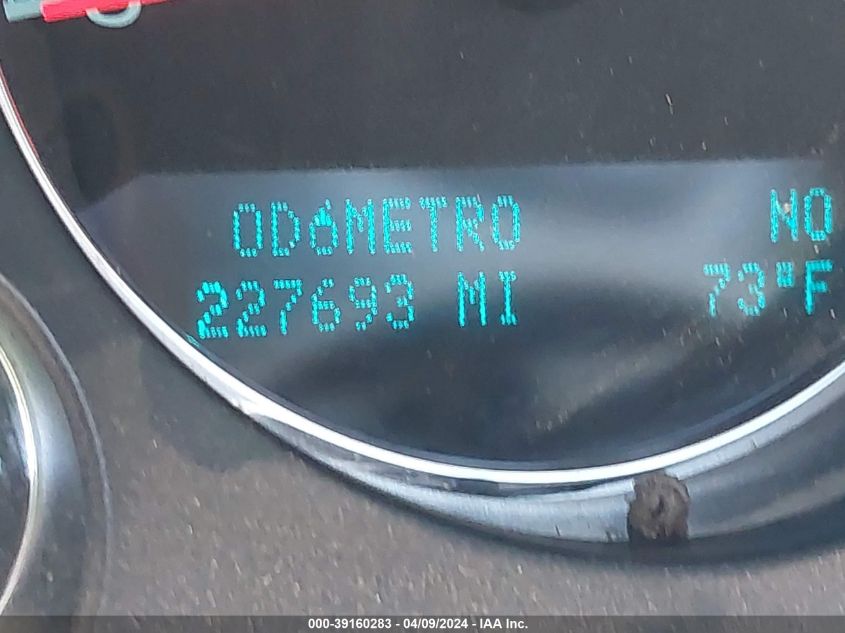 ODóMETRO NO
227693 MI 73°F
000-39160283 - 04/09/2024 - IAA Inc.